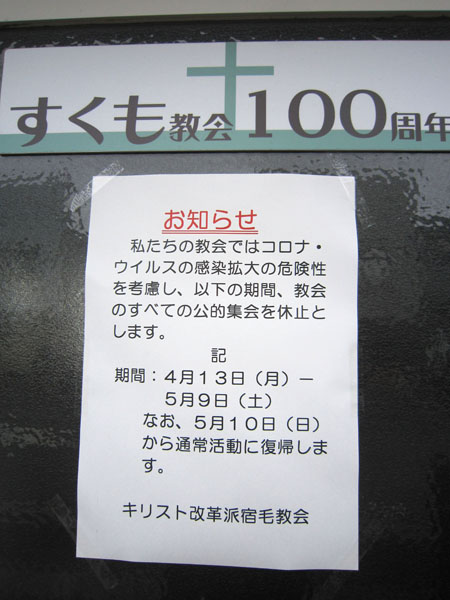 すくも教会100周年
お知らせ
私たちの教会ではコロナ・
ウイルスの感染拡大の危険性
を考慮し、以下の期間、教会
のすべての公的集会を休止と
します。
記
期間：４月１３日（月）－
５月９日（土）
なお、５月１０日（日）
から通常活動に復帰しま
す。
キリスト改革派宿毛教会